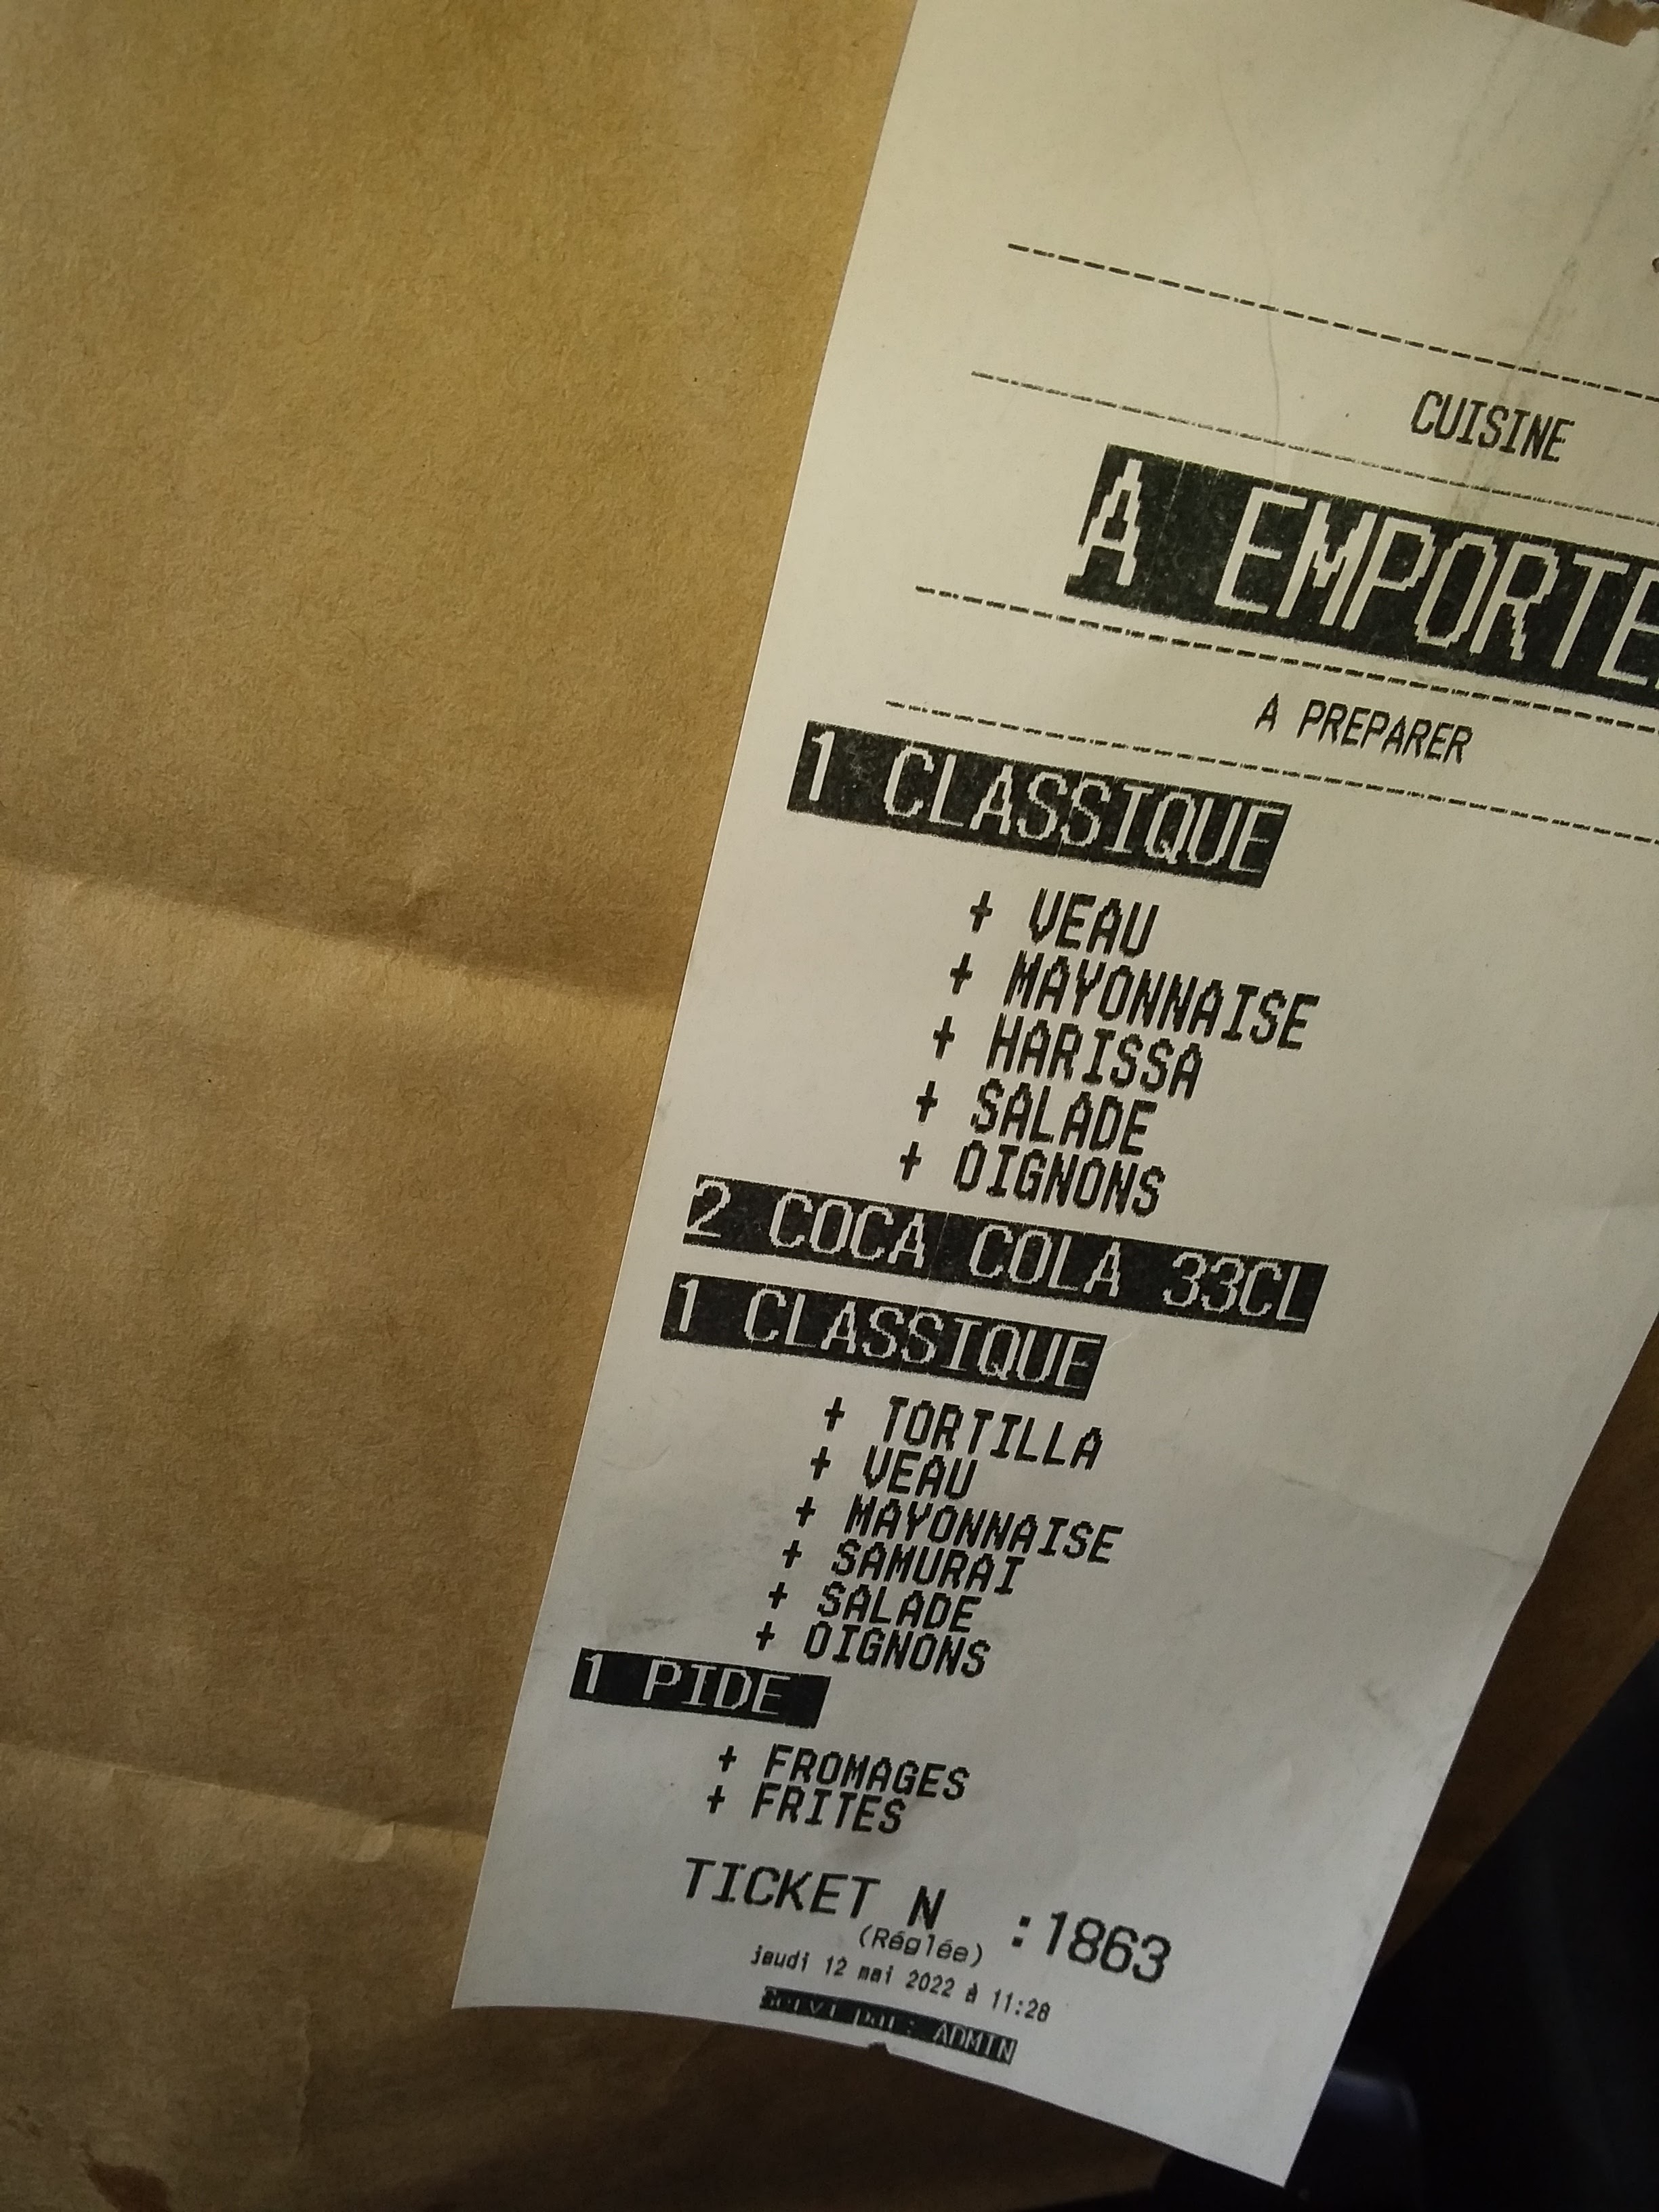 CUISINE
A EMPORTE
A PREPARER
1 CLASSIQUE
+ VEAU
+ MAYONNAISE
+ HARISSA
+ SALADE
+ OIGNONS
2 COCA COLA 33CL
1 CLASSIQUE
+ TORTILLA
+ VEAU
+ MAYONNAISE
+ SAMURAI
+ SALADE
+ OIGNONS
1 PIDE
+ FROMAGES
+ FRITES
TICKET N :1863
(Réglée)
jeudi 12 mai 2022 à 11:28
par: ADMIN